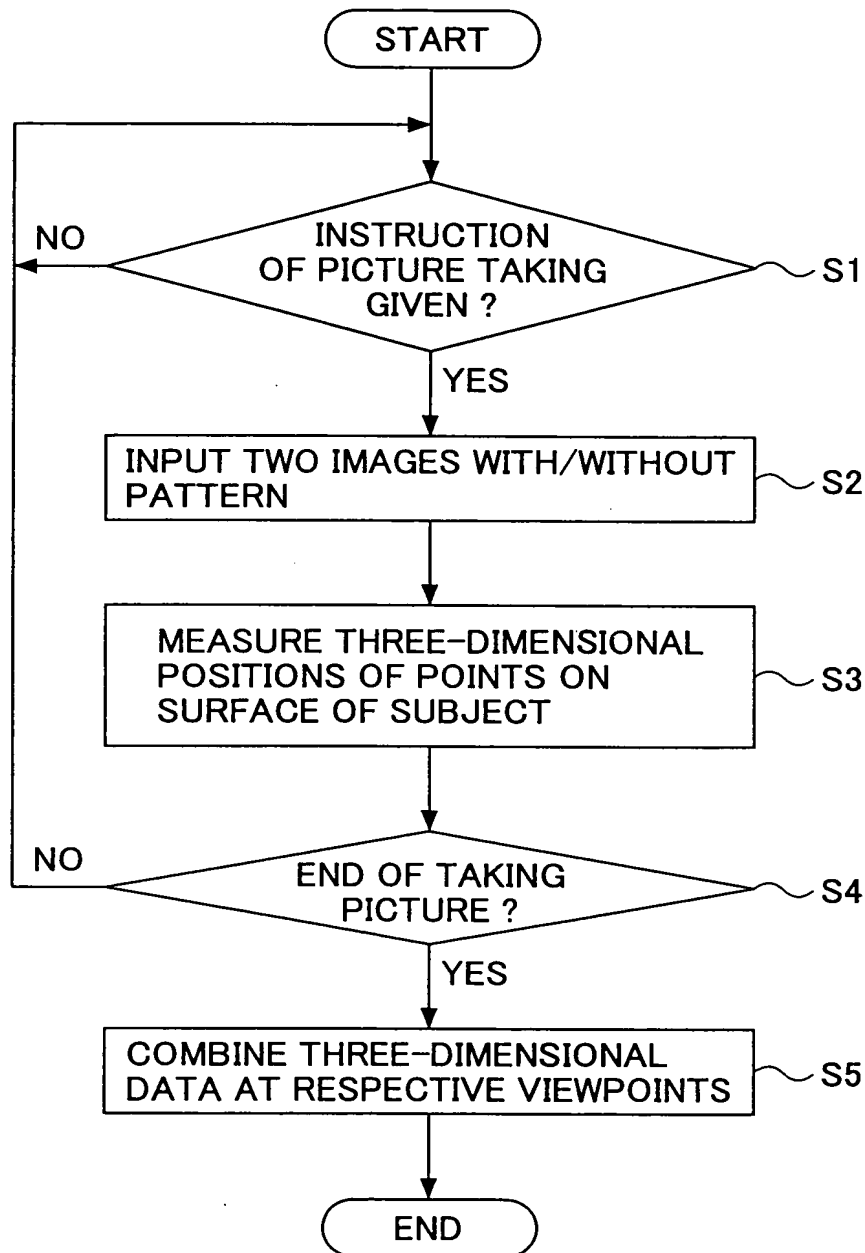 START
INSTRUCTION
OF PICTURE TAKING
GIVEN ?
NO
S1
YES
INPUT TWO IMAGES WITH/WITHOUT
PATTERN
S2
MEASURE THREE-DIMENSIONAL
POSITIONS OF POINTS ON
SURFACE OF SUBJECT
S3
NO
END OF TAKING
PICTURE ?
S4
YES
COMBINE THREE-DIMENSIONAL
DATA AT RESPECTIVE VIEWPOINTS
S5
END